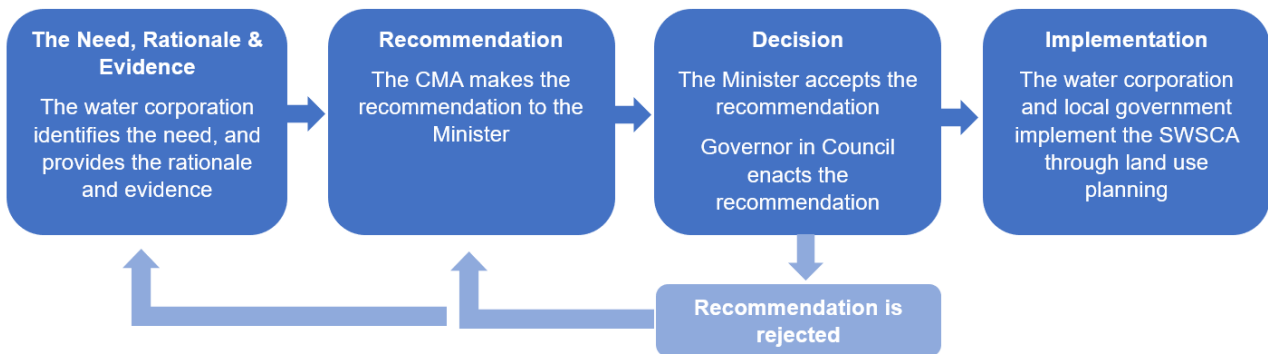 The Need, Rationale &
Evidence
The water corporation
identifies the need, and
provides the rationale
and evidence
Recommendation
The CMA makes the
recommendation to the
Minister
Decision
The Minister accepts the
recommendation
Governor in Council
enacts the
recommendation
Implementation
The water corporation
and local government
implement the SWSCA
through land use
planning
Recommendation is
rejected